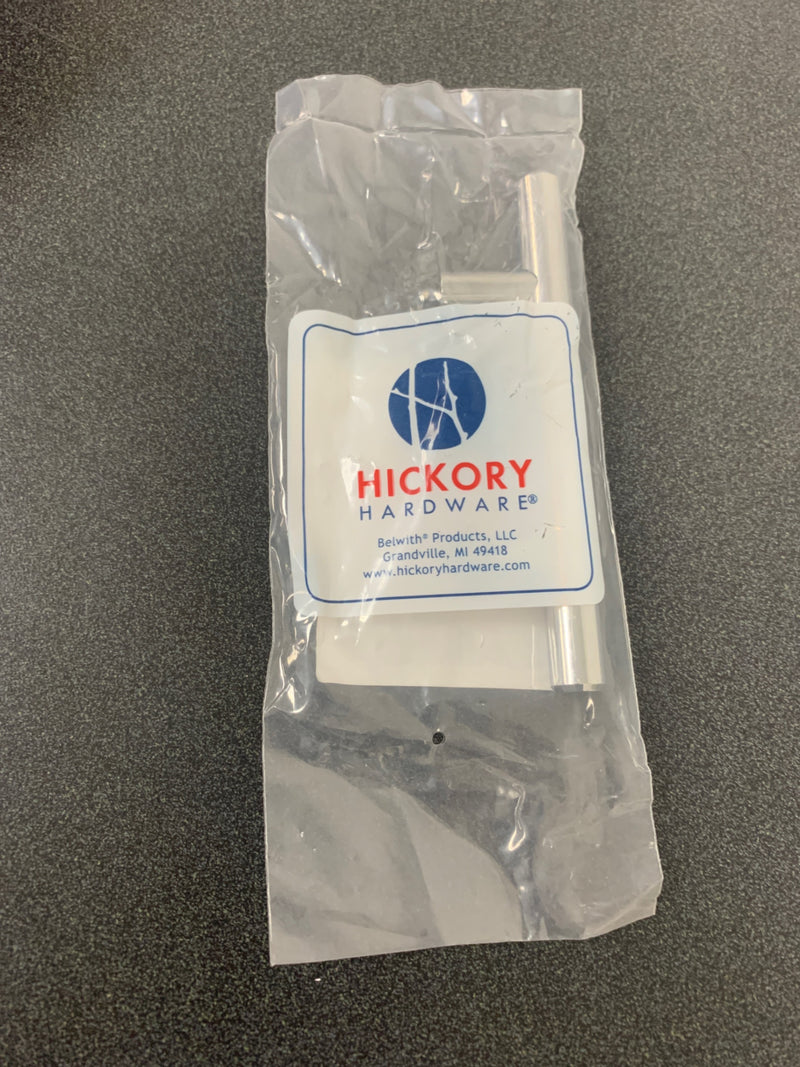 HICKORY
HARDWARE®
Belwith® Products, LLC
Grandville, MI 49418
www.hickoryhardware.com